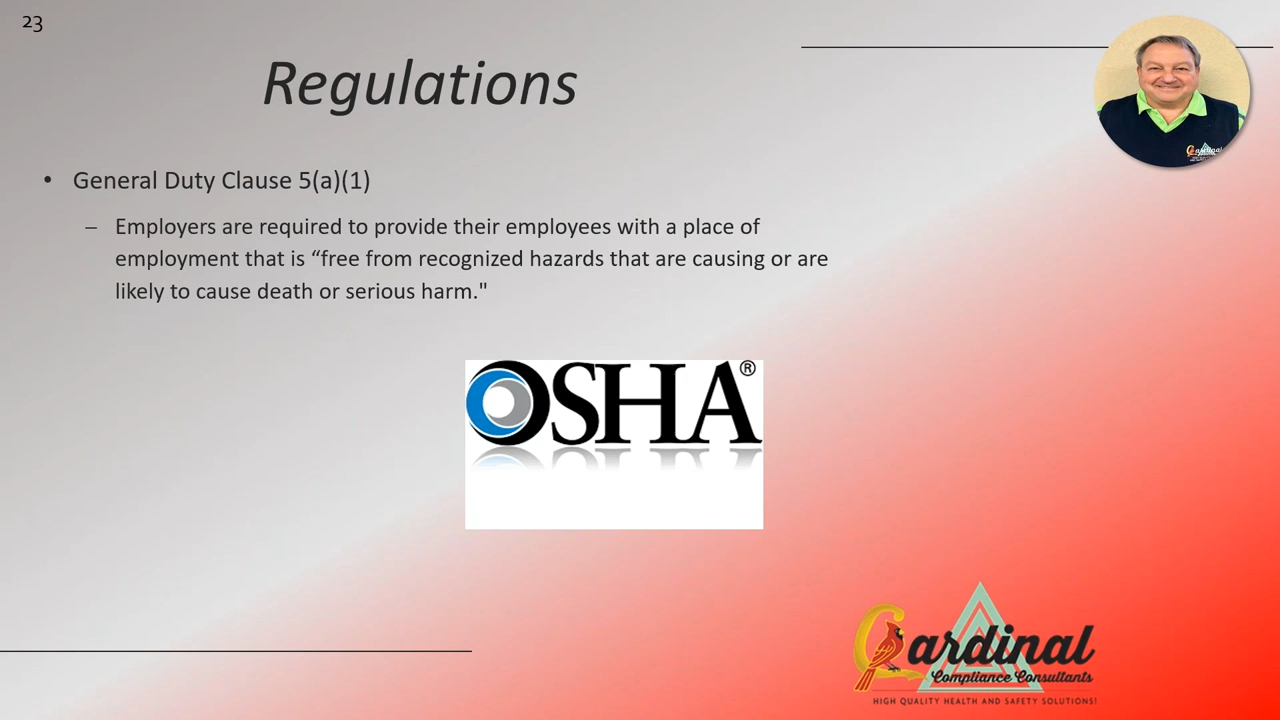 23
Regulations
• General Duty Clause 5(a)(1)
– Employers are required to provide their employees with a place of
employment that is “free from recognized hazards that are causing or are
likely to cause death or serious harm."
OSHA®
Cardinal
Compliance Consultants
HIGH QUALITY HEALTH AND SAFETY SOLUTIONS!
Cardinal